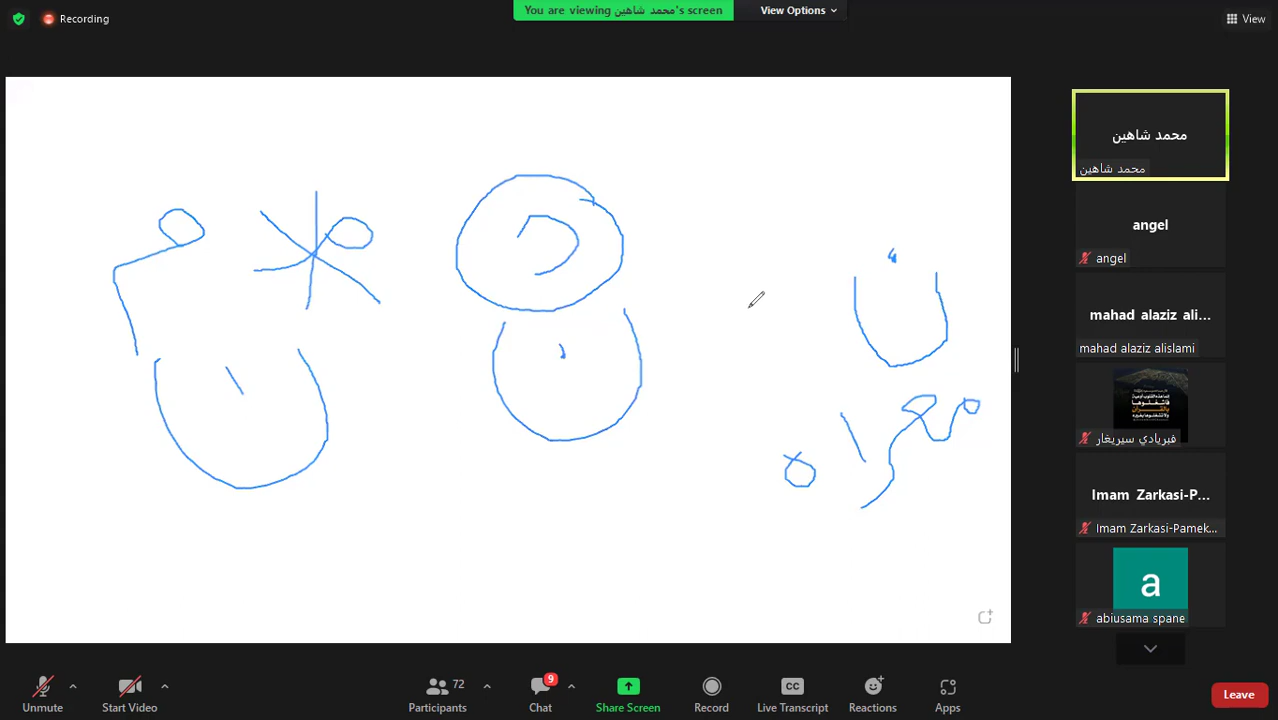 Recording
You are viewing محمد شاهين's screen
View Options
View
محمد شاهين
محمد شاهين
angel
angel
mahad alaziz ali...
mahad alaziz alislami
فبريادي سيريغار
Imam Zarkasi-P...
Imam Zarkasi-Pamek...
a
abiusama spane
ن
Unmute
Start Video
72
Participants
9
Chat
Share Screen
Record
CC
Live Transcript
Reactions
Apps
Leave